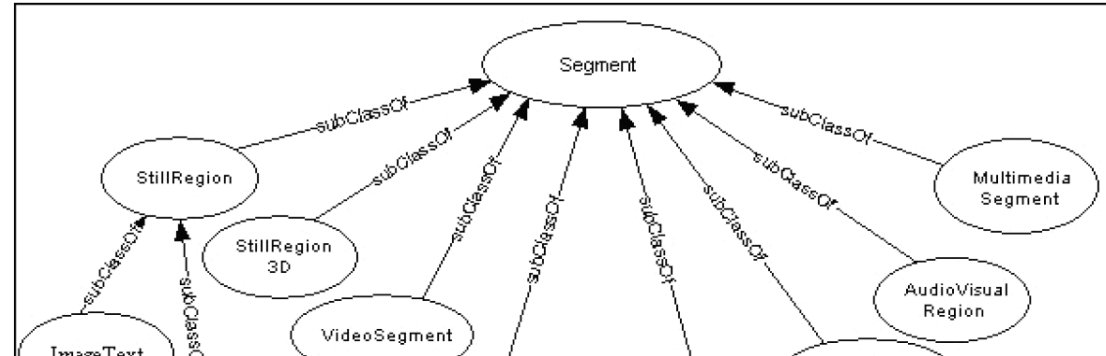 Segment
subClassOf
subClassOf
subClassOf
subClassOf
subClassOf
subClassOf
subClassOf
subClassOf
StillRegion
Multimedia
Segment
StillRegion
3D
AudioVisual
Region
subClassOf
subClassO
VideoSegment
ImageText